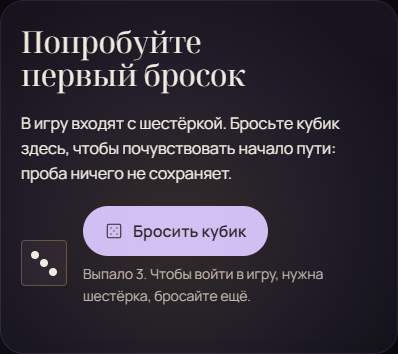 Попробуйте
первый бросок
В игру входят с шестёркой. Бросьте кубик
здесь, чтобы почувствовать начало пути:
проба ничего не сохраняет.
Бросить кубик
Выпало 3. Чтобы войти в игру, нужна
шестёрка, бросайте ещё.